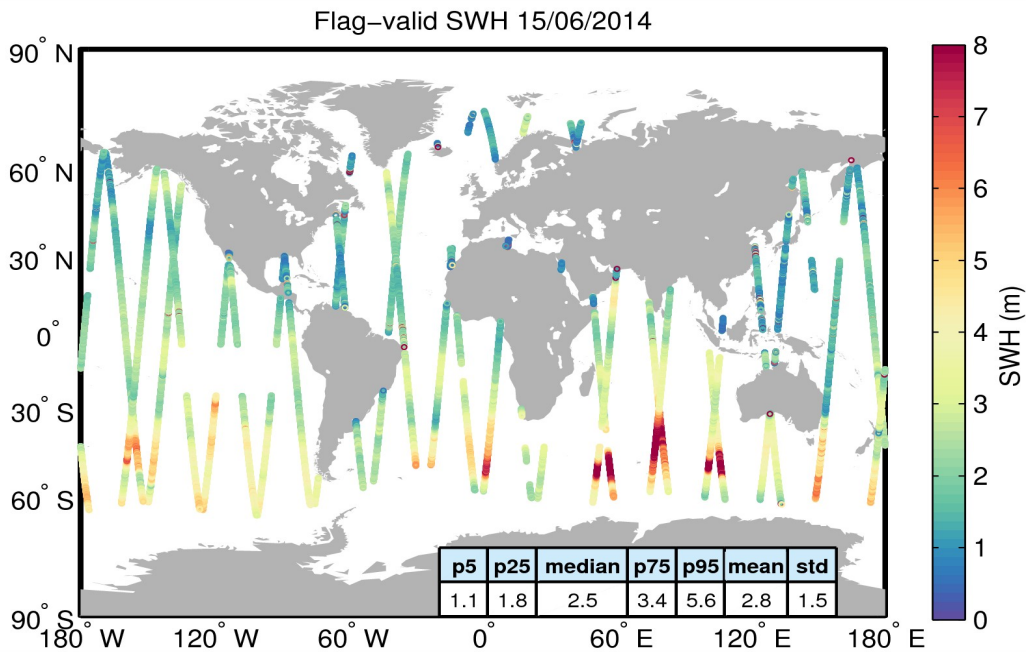 Flag−valid SWH 15/06/2014
90° N
60° N
30° N
0°
30° S
60° S
90° S
180° W
120° W
60° W
0°
60° E
120° E
180° E
p5 p25 median p75 p95 mean std
1.1 1.8 2.5 3.4 5.6 2.8 1.5
8
7
6
5
4
3
2
1
0
SWH (m)